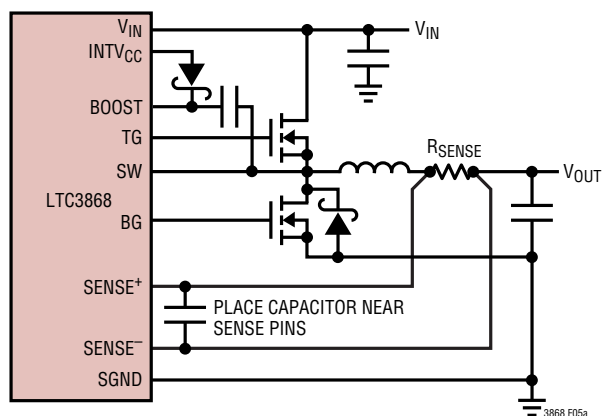 VIN
VIN
INTVCC
BOOST
TG
RSENSE
SW
VOUT
LTC3868
BG
SENSE+
PLACE CAPACITOR NEAR
SENSE PINS
SENSE–
SGND
3868 F05a